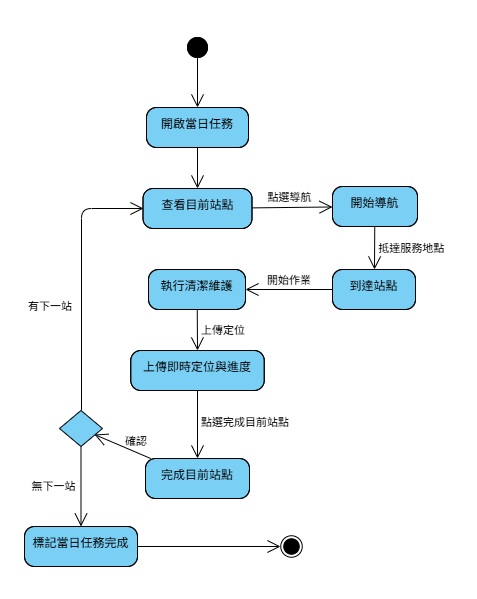 開啟當日任務
查看目前站點
點選導航
開始導航
抵達服務地點
到達站點
開始作業
執行清潔維護
上傳定位
上傳即時定位與進度
點選完成目前站點
完成目前站點
確認
有下一站
無下一站
標記當日任務完成